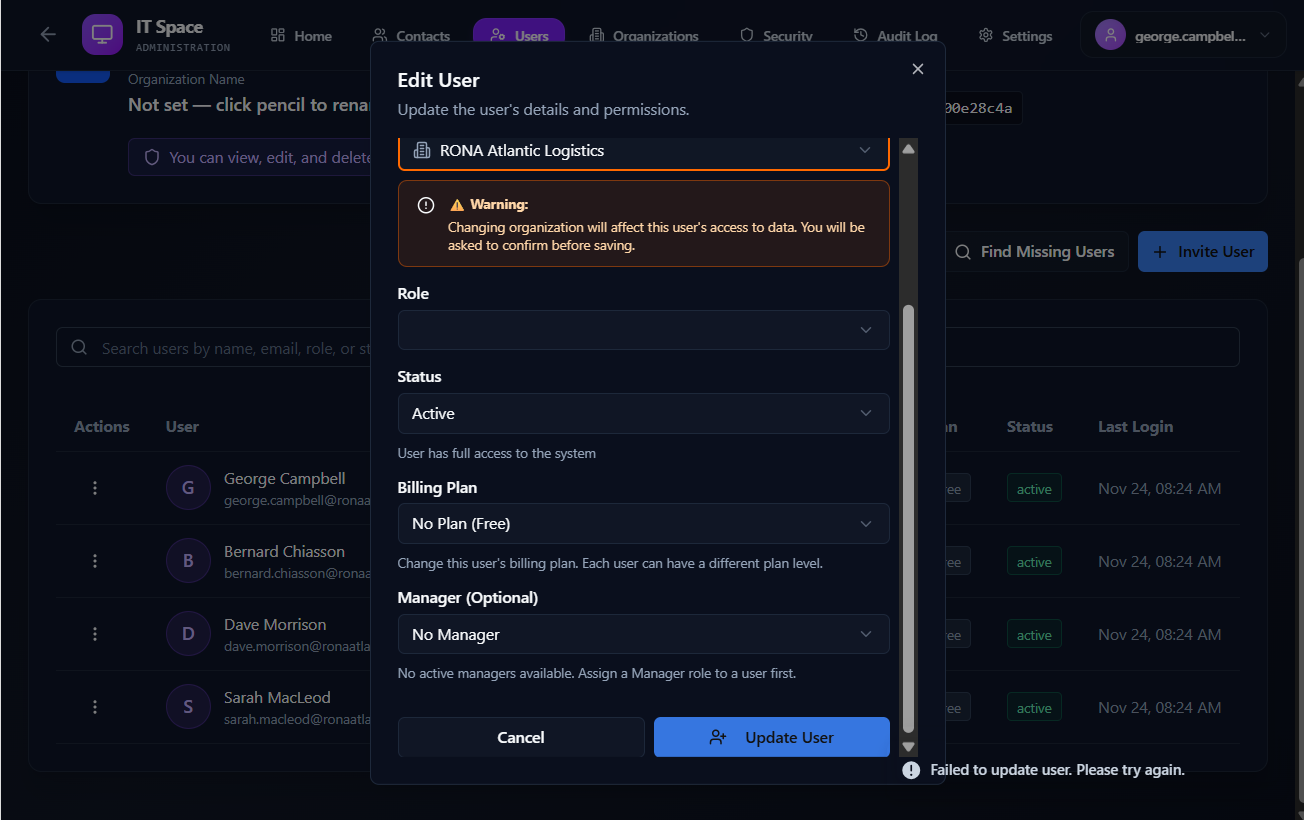 IT Space
ADMINISTRATION
Home
Contacts
Users
Organizations
Security
Audit Log
Settings
george.campbel...
Organization Name
Not set — click pencil to rena
00e28c4a
You can view, edit, and delete
Find Missing Users
Invite User
Search users by name, email, role, or st
Actions
User
Status
Last Login
G
George Campbell
george.campbell@ronaa
active
Nov 24, 08:24 AM
B
Bernard Chiasson
bernard.chiasson@ronaa
active
Nov 24, 08:24 AM
D
Dave Morrison
dave.morrison@ronaatla
active
Nov 24, 08:24 AM
S
Sarah MacLeod
sarah.macleod@ronaatla
active
Nov 24, 08:24 AM
Edit User
Update the user's details and permissions.
RONA Atlantic Logistics
Warning:
Changing organization will affect this user's access to data. You will be
asked to confirm before saving.
Role
Status
Active
User has full access to the system
Billing Plan
No Plan (Free)
Change this user's billing plan. Each user can have a different plan level.
Manager (Optional)
No Manager
No active managers available. Assign a Manager role to a user first.
Cancel
Update User
Failed to update user. Please try again.